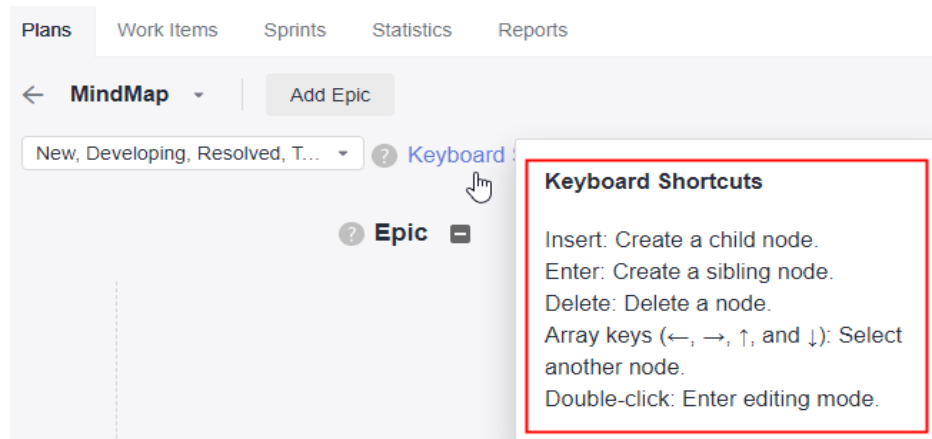 Plans Work Items Sprints Statistics Reports
← MindMap Add Epic
New, Developing, Resolved, T... ? Keyboard
Keyboard Shortcuts
? Epic
Insert: Create a child node.
Enter: Create a sibling node.
Delete: Delete a node.
Array keys (←, →, ↑, and ↓): Select
another node.
Double-click: Enter editing mode.